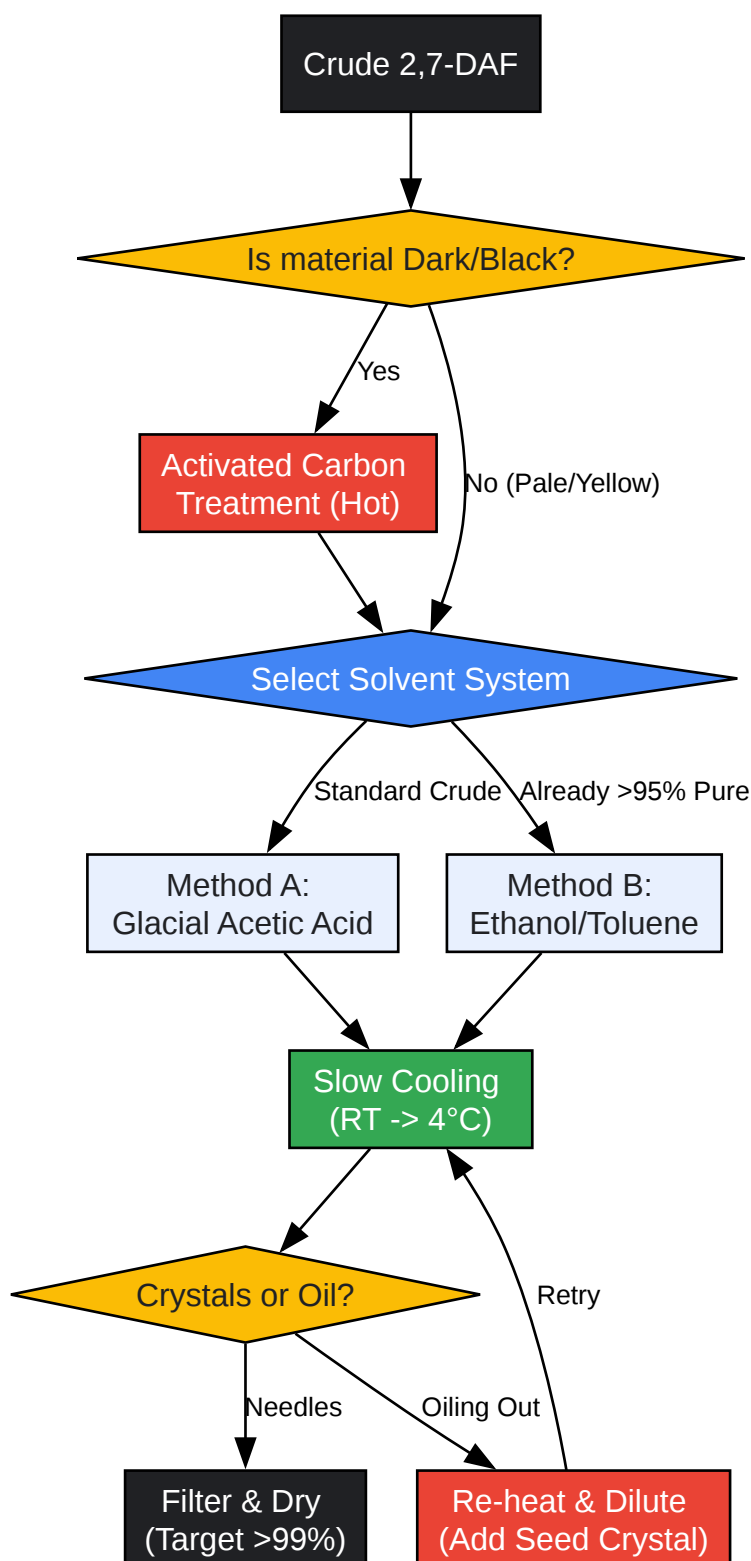 Crude 2,7-DAF
Is material Dark/Black?
Yes
Activated Carbon
Treatment (Hot)
No (Pale/Yellow)
Select Solvent System
Standard Crude
Already >95% Pure
Method A:
Glacial Acetic Acid
Method B:
Ethanol/Toluene
Slow Cooling
(RT -> 4°C)
Crystals or Oil?
Retry
Needles
Oiling Out
Filter & Dry
(Target >99%)
Re-heat & Dilute
(Add Seed Crystal)